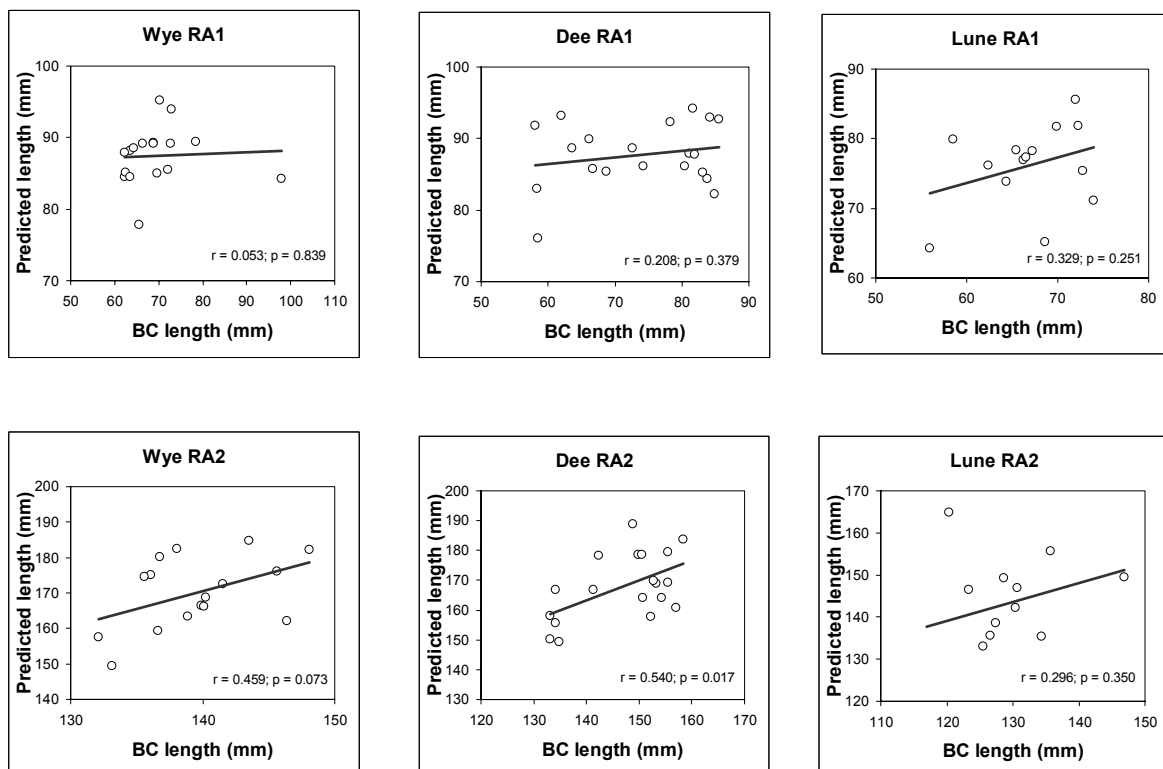 Wye RA1
Predicted length (mm)
100
90
80
70
50 60 70 80 90 100 110
r = 0.053; p = 0.839
BC length (mm)
Dee RA1
Predicted length (mm)
100
90
80
70
50 60 70 80 90
r = 0.208; p = 0.379
BC length (mm)
Lune RA1
Predicted length (mm)
90
80
70
60
50 60 70 80
r = 0.329; p = 0.251
BC length (mm)
Wye RA2
Predicted length (mm)
200
190
180
170
160
150
140
130
130 140 150
r = 0.459; p = 0.073
BC length (mm)
Dee RA2
Predicted length (mm)
200
190
180
170
160
150
140
130
120 130 140 150 160 170
r = 0.540; p = 0.017
BC length (mm)
Lune RA2
Predicted length (mm)
170
160
150
140
130
120
110 120 130 140 150
r = 0.296; p = 0.350
BC length (mm)